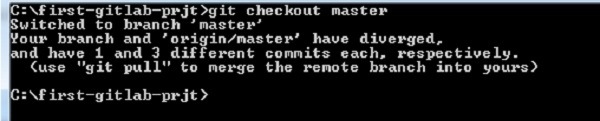 C:\first-gitlab-prjt>git checkout master
Switched to branch 'master'
Your branch and 'origin/master' have diverged,
and have 1 and 3 different commits each, respectively.
(use "git pull" to merge the remote branch into yours)
C:\first-gitlab-prjt>